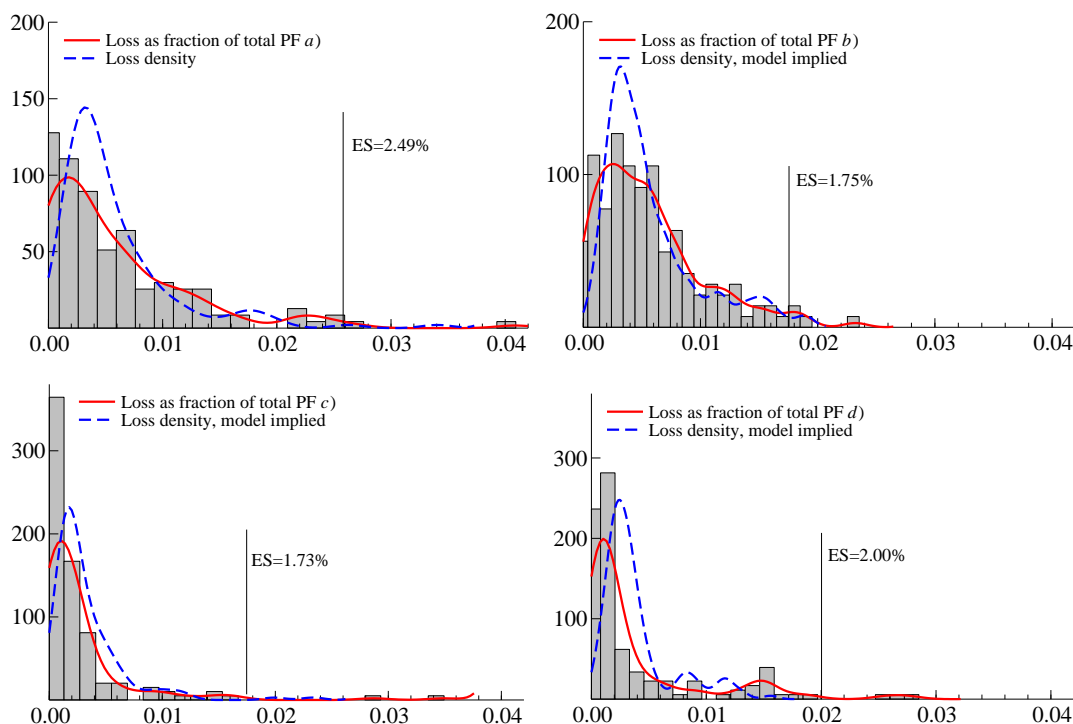 200
Loss as fraction of total PF a)
Loss density
150
100
50
ES=2.49%
0.00 0.01 0.02 0.03 0.04
200
Loss as fraction of total PF b)
Loss density, model implied
100
ES=1.75%
0.00 0.01 0.02 0.03 0.04
Loss as fraction of total PF c)
Loss density, model implied
300
200
100
ES=1.73%
0.00 0.01 0.02 0.03 0.04
Loss as fraction of total PF d)
Loss density, model implied
300
200
100
ES=2.00%
0.00 0.01 0.02 0.03 0.04